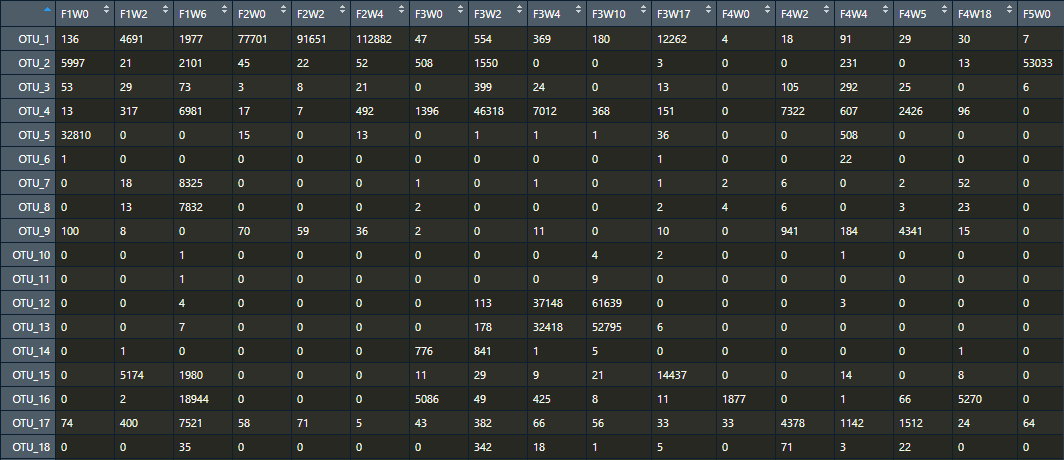 F1W0 F1W2 F1W6 F2W0 F2W2 F2W4 F3W0 F3W2 F3W4 F3W10 F3W17 F4W0 F4W2 F4W4 F4W5 F4W18 F5W0
OTU_1 136 4691 1977 77701 91651 112882 47 554 369 180 12262 4 18 91 29 30 7
OTU_2 5997 21 2101 45 22 52 508 1550 0 0 3 0 0 231 0 13 53033
OTU_3 53 29 73 3 8 21 0 399 24 0 13 0 105 292 25 0 6
OTU_4 13 317 6981 17 7 492 1396 46318 7012 368 151 0 7322 607 2426 96 0
OTU_5 32810 0 0 15 0 13 0 1 1 1 36 0 0 508 0 0 0
OTU_6 1 0 0 0 0 0 0 0 0 0 1 0 0 22 0 0 0
OTU_7 0 18 8325 0 0 0 1 0 1 0 1 2 6 0 2 52 0
OTU_8 0 13 7832 0 0 0 2 0 0 0 2 4 6 0 3 23 0
OTU_9 100 8 0 70 59 36 2 0 11 0 10 0 941 184 4341 15 0
OTU_10 0 0 1 0 0 0 0 0 0 4 2 0 0 1 0 0 0
OTU_11 0 0 1 0 0 0 0 0 0 9 0 0 0 0 0 0 0
OTU_12 0 0 4 0 0 0 0 113 37148 61639 0 0 0 3 0 0 0
OTU_13 0 0 7 0 0 0 0 178 32418 52795 6 0 0 0 0 0 0
OTU_14 0 1 0 0 0 0 776 841 1 5 0 0 0 0 0 1 0
OTU_15 0 5174 1980 0 0 0 11 29 9 21 14437 0 0 14 0 8 0
OTU_16 0 2 18944 0 0 0 5086 49 425 8 11 1877 0 1 66 5270 0
OTU_17 74 400 7521 58 71 5 43 382 66 56 33 33 4378 1142 1512 24 64
OTU_18 0 0 35 0 0 0 0 342 18 1 5 0 71 3 22 0 0